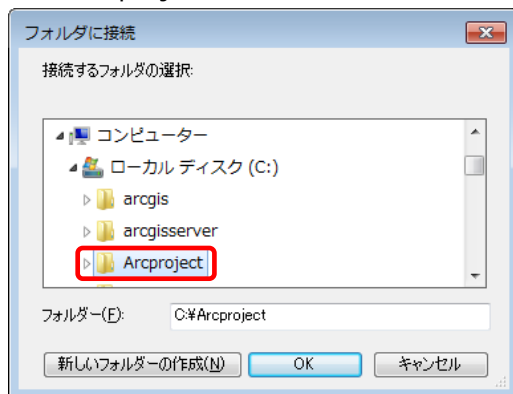 フォルダに接続
接続するフォルダの選択:
コンピューター
ローカル ディスク (C:)
arcgis
arcgisserver
Arcproject
フォルダー(F): C:¥Arcproject
新しいフォルダーの作成(N) OK キャンセル